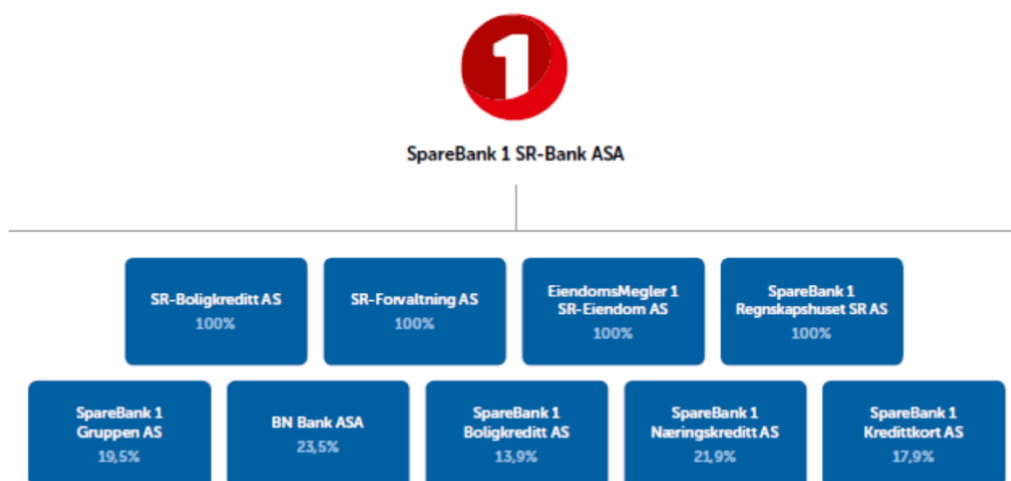 1
SpareBank 1 SR-Bank ASA
SR-Boligkreditt AS
100%
SR-Forvaltning AS
100%
EiendomsMegler 1
SR-Eiendom AS
100%
SpareBank 1
Regnskapshuset SR AS
100%
SpareBank 1
Gruppen AS
19,5%
BN Bank ASA
23,5%
SpareBank 1
Boligkreditt AS
13,9%
SpareBank 1
Næringskreditt AS
21,9%
SpareBank 1
Kredittkort AS
17,9%